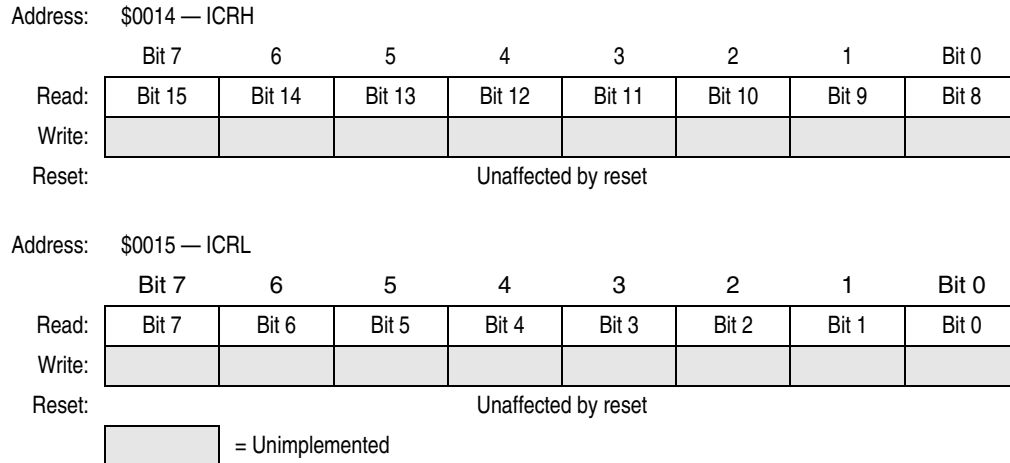 Address: $0014 — ICRH
Bit 7 6 5 4 3 2 1 Bit 0
Read: Bit 15 Bit 14 Bit 13 Bit 12 Bit 11 Bit 10 Bit 9 Bit 8
Write:
Reset: Unaffected by reset
Address: $0015 — ICRL
Bit 7 6 5 4 3 2 1 Bit 0
Read: Bit 7 Bit 6 Bit 5 Bit 4 Bit 3 Bit 2 Bit 1 Bit 0
Write:
Reset: Unaffected by reset
= Unimplemented